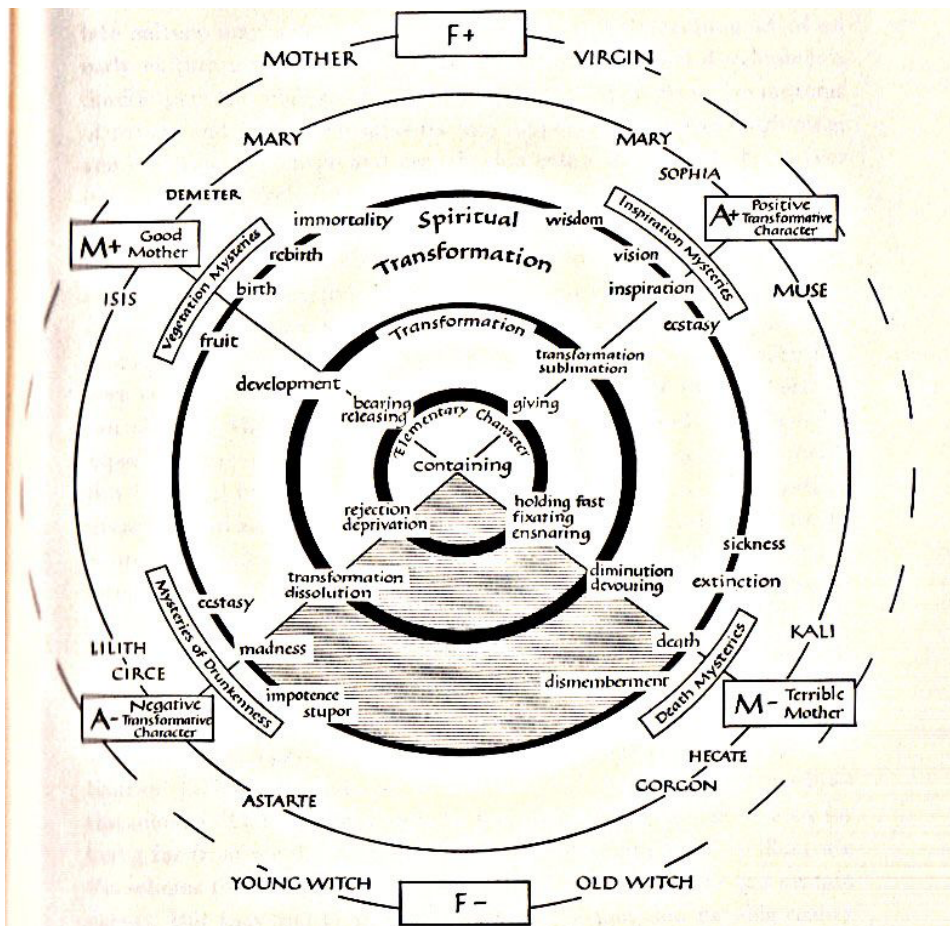 F+
MOTHER
VIRGIN
MARY
MARY
DEMETER
SOPHIA
M+ Good Mother
A+ Positive Transformative Character
Vegetation Mysteries
Inspiration Mysteries
immortality
Spiritual
wisdom
rebirth
Transformation
vision
ISIS
birth
inspiration
MUSE
fruit
ecstasy
Transformation
development
transformation
sublimation
bearing
releasing
giving
Elementary Character
containing
rejection
deprivation
holding fast
fixating
ensnaring
sickness
transformation
dissolution
diminution
devouring
extinction
ecstasy
Mysteries of Drunkenness
madness
death
KALI
LILITH
CIRCE
impotence
stupor
dismemberment
Death Mysteries
A- Negative Transformative Character
M- Terrible Mother
HECATE
GORGON
ASTARTE
YOUNG WITCH
OLD WITCH
F-